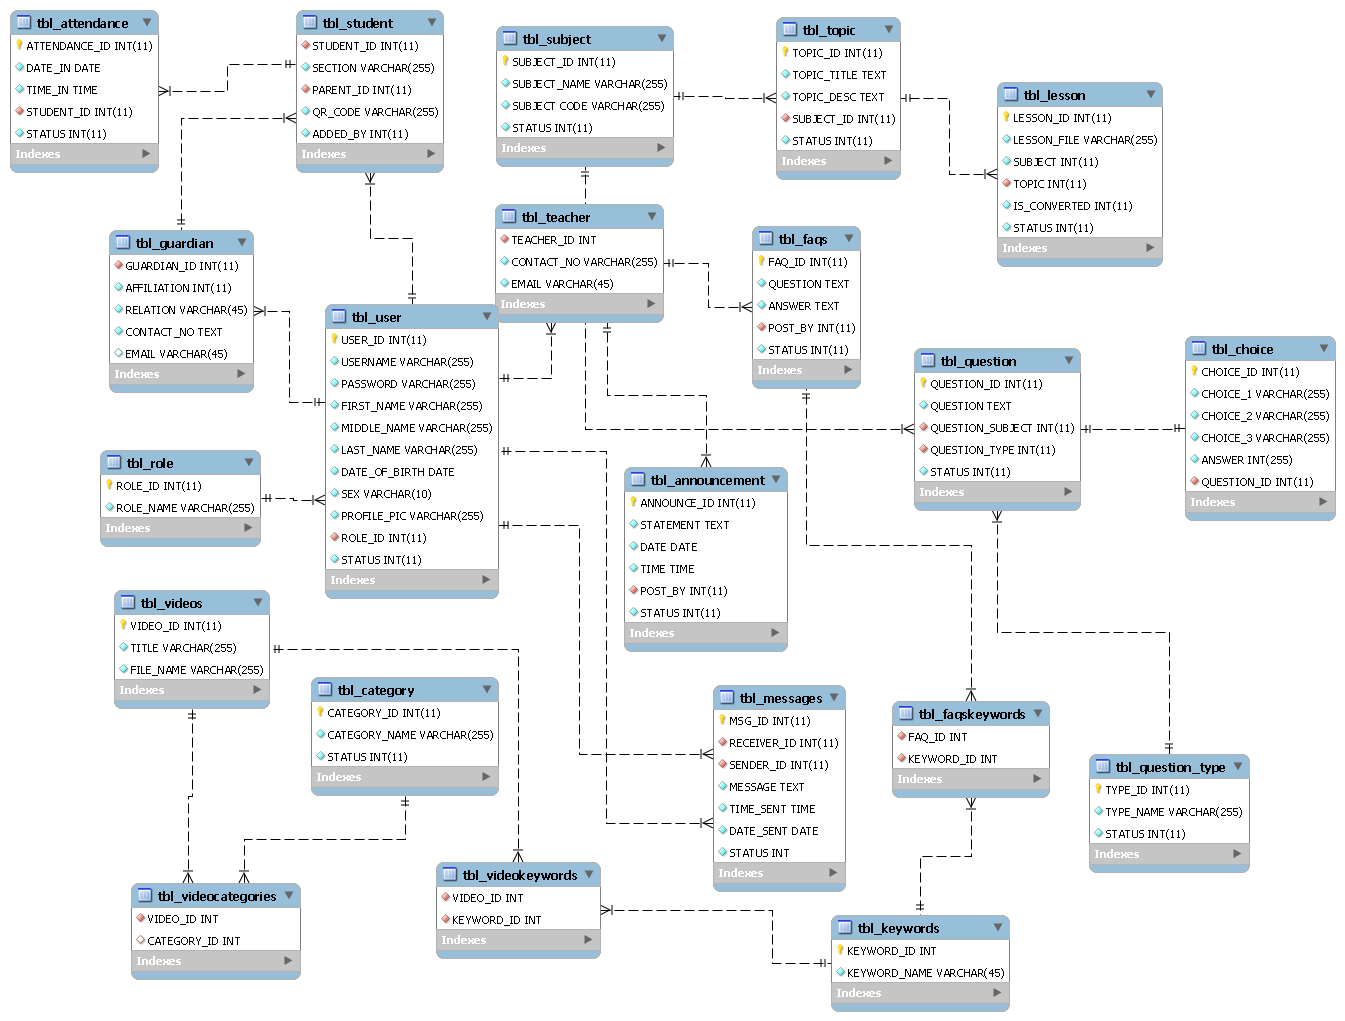 tbl_attendance
ATTENDANCE_ID INT(11)
DATE_IN DATE
TIME_IN TIME
STUDENT_ID INT(11)
STATUS INT(11)
Indexes
tbl_student
STUDENT_ID INT(11)
SECTION VARCHAR(255)
PARENT_ID INT(11)
QR_CODE VARCHAR(255)
ADDED_BY INT(11)
Indexes
tbl_subject
SUBJECT_ID INT(11)
SUBJECT_NAME VARCHAR(255)
SUBJECT CODE VARCHAR(255)
STATUS INT(11)
Indexes
tbl_topic
TOPIC_ID INT(11)
TOPIC_TITLE TEXT
TOPIC_DESC TEXT
SUBJECT_ID INT(11)
STATUS INT(11)
Indexes
tbl_lesson
LESSON_ID INT(11)
LESSON_FILE VARCHAR(255)
SUBJECT INT(11)
TOPIC INT(11)
IS_CONVERTED INT(11)
STATUS INT(11)
Indexes
tbl_guardian
GUARDIAN_ID INT(11)
AFFILIATION INT(11)
RELATION VARCHAR(45)
CONTACT_NO TEXT
EMAIL VARCHAR(45)
Indexes
tbl_teacher
TEACHER_ID INT
CONTACT_NO VARCHAR(255)
EMAIL VARCHAR(45)
Indexes
tbl_faqs
FAQ_ID INT(11)
QUESTION TEXT
ANSWER TEXT
POST_BY INT(11)
STATUS INT(11)
Indexes
tbl_user
USER_ID INT(11)
USERNAME VARCHAR(255)
PASSWORD VARCHAR(255)
FIRST_NAME VARCHAR(255)
MIDDLE_NAME VARCHAR(255)
LAST_NAME VARCHAR(255)
DATE_OF_BIRTH DATE
SEX VARCHAR(10)
PROFILE_PIC VARCHAR(255)
ROLE_ID INT(11)
STATUS INT(11)
Indexes
tbl_question
QUESTION_ID INT(11)
QUESTION TEXT
QUESTION_SUBJECT INT(11)
QUESTION_TYPE INT(11)
STATUS INT(11)
Indexes
tbl_choice
CHOICE_ID INT(11)
CHOICE_1 VARCHAR(255)
CHOICE_2 VARCHAR(255)
CHOICE_3 VARCHAR(255)
ANSWER INT(255)
QUESTION_ID INT(11)
Indexes
tbl_role
ROLE_ID INT(11)
ROLE_NAME VARCHAR(255)
Indexes
tbl_announcement
ANNOUNCE_ID INT(11)
STATEMENT TEXT
DATE DATE
TIME TIME
POST_BY INT(11)
STATUS INT(11)
Indexes
tbl_videos
VIDEO_ID INT(11)
TITLE VARCHAR(255)
FILE_NAME VARCHAR(255)
Indexes
tbl_category
CATEGORY_ID INT(11)
CATEGORY_NAME VARCHAR(255)
STATUS INT(11)
Indexes
tbl_messages
MSG_ID INT(11)
RECEIVER_ID INT(11)
SENDER_ID INT(11)
MESSAGE TEXT
TIME_SENT TIME
DATE_SENT DATE
STATUS INT
Indexes
tbl_faqskeywords
FAQ_ID INT
KEYWORD_ID INT
Indexes
tbl_question_type
TYPE_ID INT(11)
TYPE_NAME VARCHAR(255)
STATUS INT(11)
Indexes
tbl_videocategories
VIDEO_ID INT
CATEGORY_ID INT
Indexes
tbl_videokeywords
VIDEO_ID INT
KEYWORD_ID INT
Indexes
tbl_keywords
KEYWORD_ID INT
KEYWORD_NAME VARCHAR(45)
Indexes